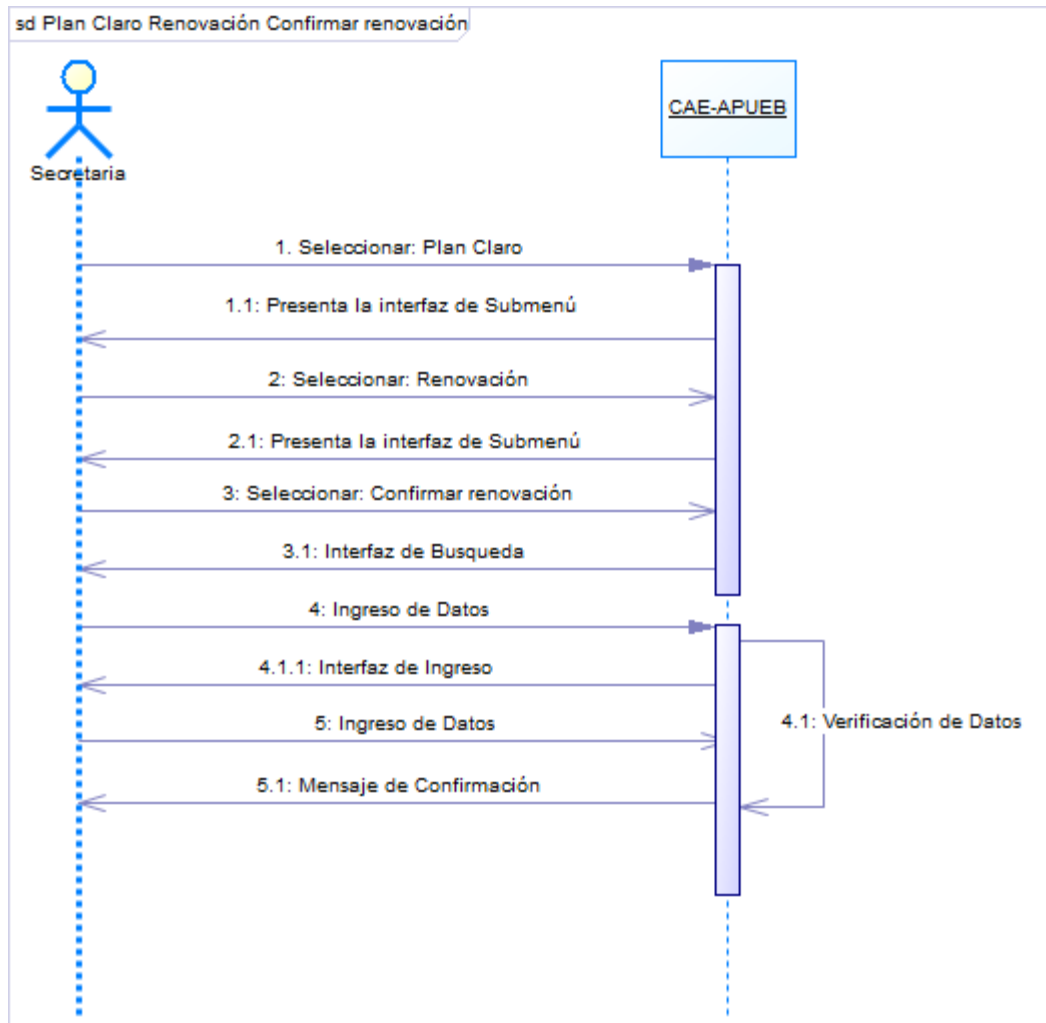 sd Plan Claro Renovación Confirmar renovación
Secretaria
CAE-APUEB
1. Seleccionar: Plan Claro
1.1: Presenta la interfaz de Submenú
2: Seleccionar: Renovación
2.1: Presenta la interfaz de Submenú
3: Seleccionar: Confirmar renovación
3.1: Interfaz de Busqueda
4: Ingreso de Datos
4.1.1: Interfaz de Ingreso
5: Ingreso de Datos
4.1: Verificación de Datos
5.1: Mensaje de Confirmación